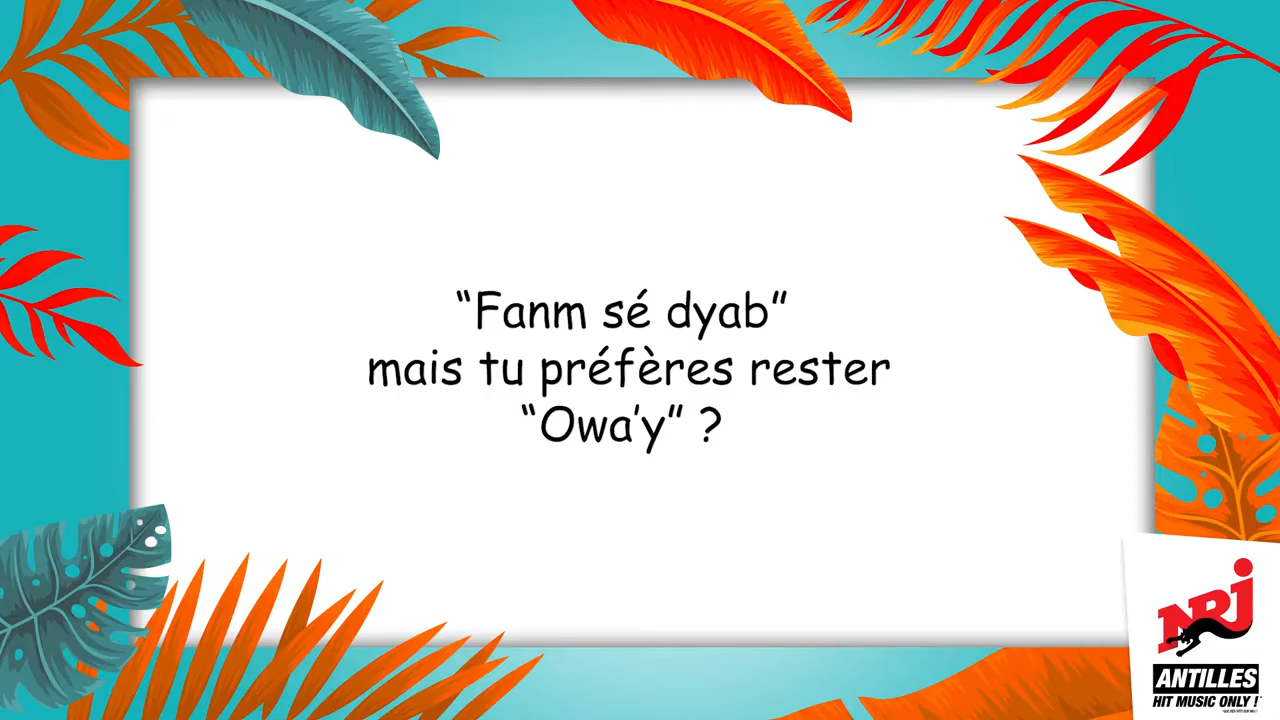 “Fanm sé dyab”
mais tu préfères rester
“Owa'y” ?
NRJ
ANTILLES
HIT MUSIC ONLY !